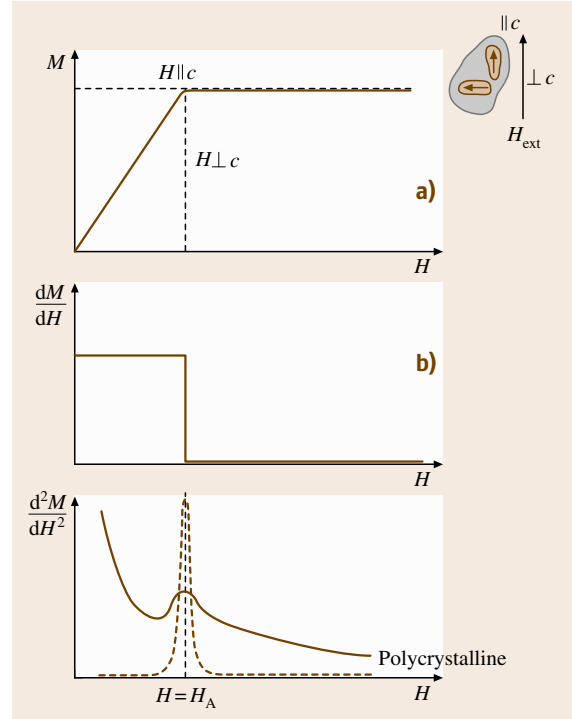 ∥c
M
H∥c
⊥c
H_ext
H⊥c
a)
H
dM/dH
b)
H
d²M/dH²
Polycrystalline
H
H=H_A